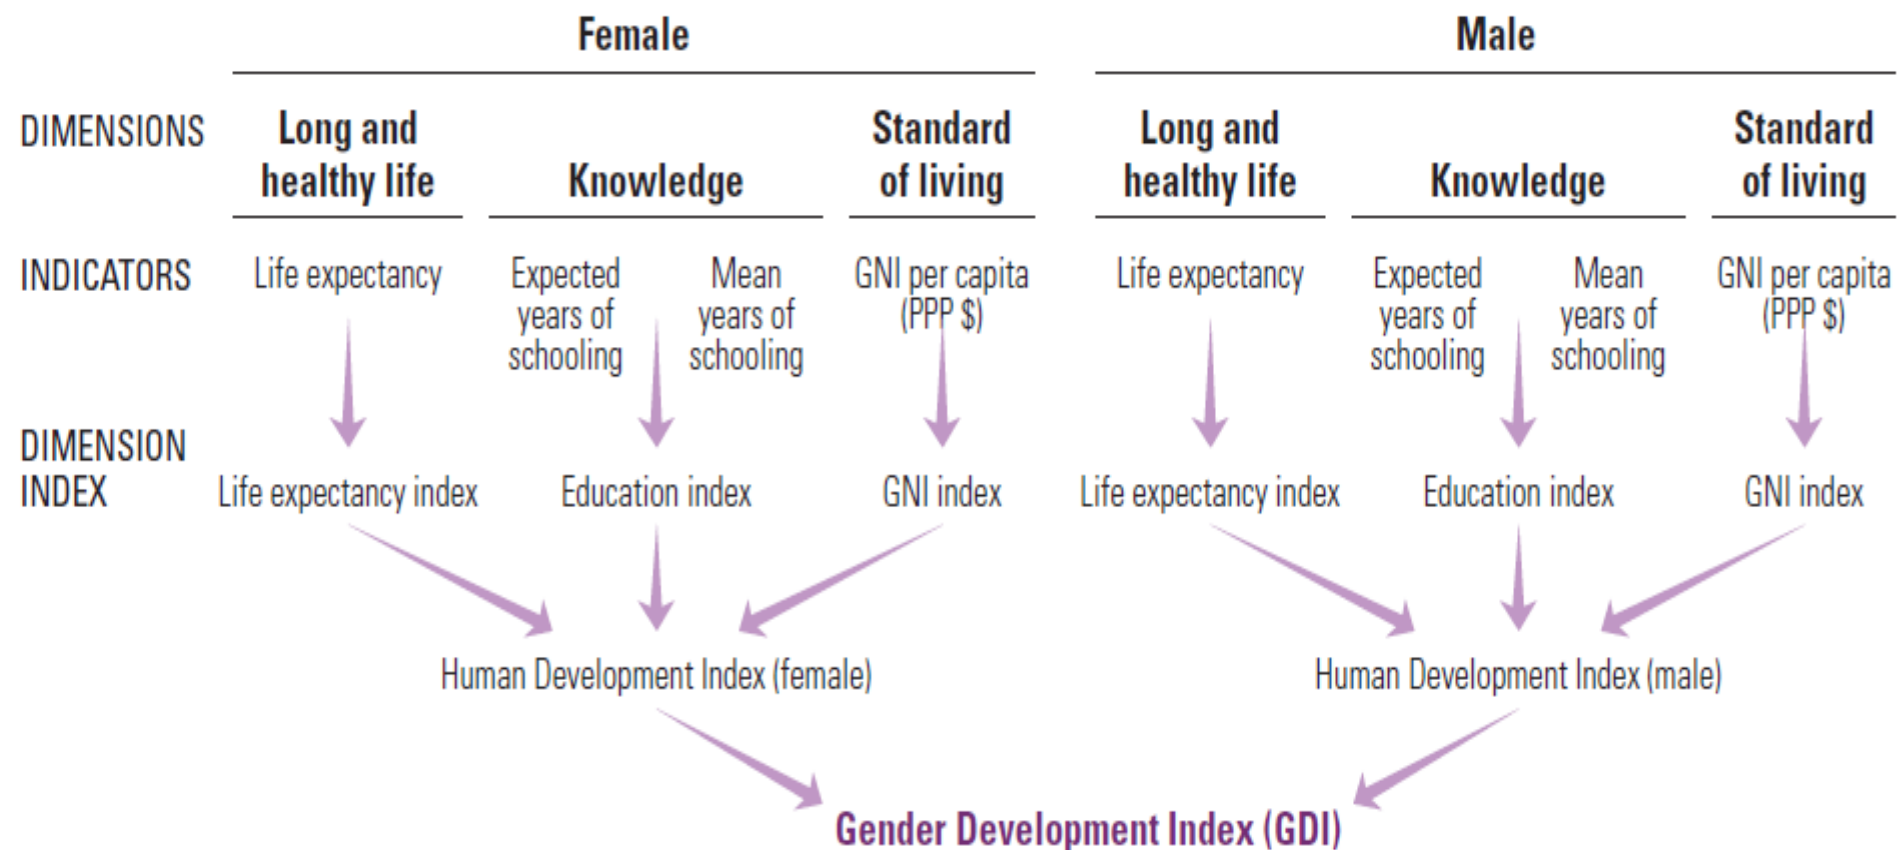 Female Male
DIMENSIONS Long and healthy life Knowledge Standard of living Long and healthy life Knowledge Standard of living
INDICATORS Life expectancy Expected years of schooling Mean years of schooling GNI per capita (PPP $) Life expectancy Expected years of schooling Mean years of schooling GNI per capita (PPP $)
DIMENSION INDEX Life expectancy index Education index GNI index Life expectancy index Education index GNI index
Human Development Index (female) Human Development Index (male)
Gender Development Index (GDI)